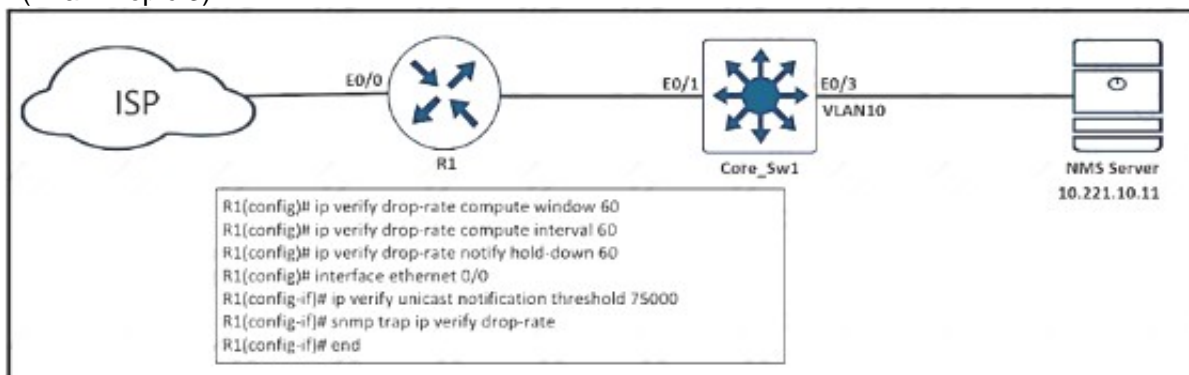 ISP
E0/0
R1
E0/1
E0/3
VLAN10
Core_Sw1
NMS Server
10.221.10.11
R1(config)# ip verify drop-rate compute window 60
R1(config)# ip verify drop-rate compute interval 60
R1(config)# ip verify drop-rate notify hold-down 60
R1(config)# interface ethernet 0/0
R1(config-if)# ip verify unicast notification threshold 75000
R1(config-if)# snmp trap ip verify drop-rate
R1(config-if)# end